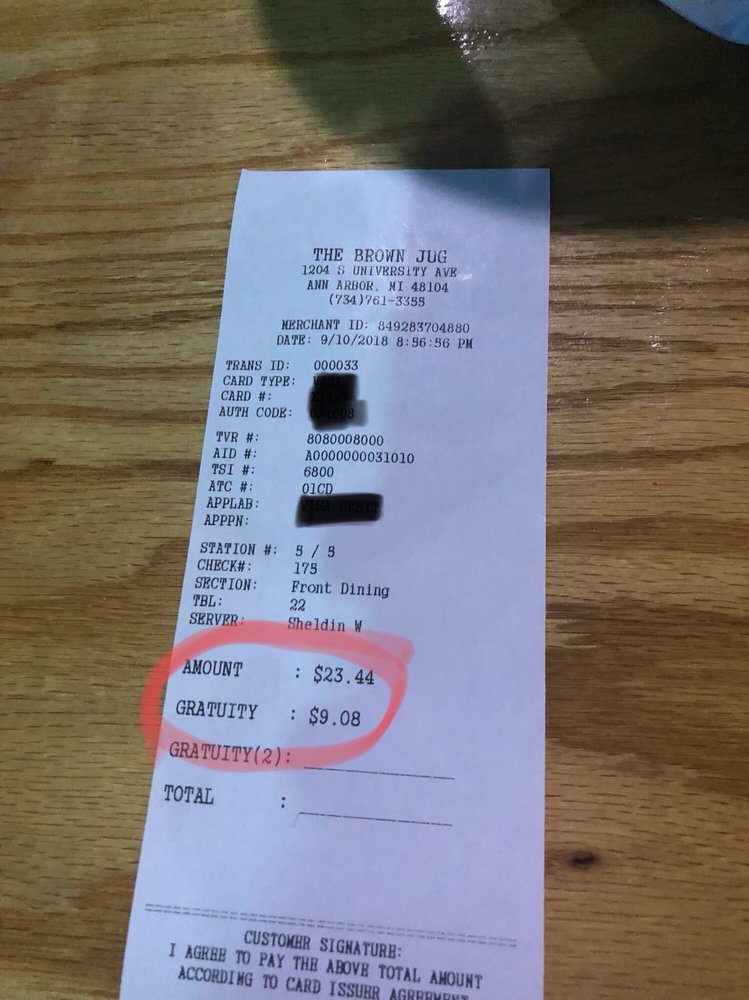 THE BROWN JUG
1204 S UNIVERSITY AVE
ANN ARBOR, MI 48104
(734)761-3355
MERCHANT ID: 849283704880
DATE: 9/10/2018 8:56:56 PM
TRANS ID: 000033
CARD TYPE:
CARD #:
AUTH CODE:
TVR #: 8080008000
AID #: A0000000031010
TSI #: 6800
ATC #: 01CD
APPLAB:
APPPN:
STATION #: 5 / 5
CHECK#: 175
SECTION: Front Dining
TBL: 22
SERVER: Sheldin W
AMOUNT : $23.44
GRATUITY : $9.08
GRATUITY(2):
TOTAL :
CUSTOMER SIGNATURE:
I AGREE TO PAY THE ABOVE TOTAL AMOUNT
ACCORDING TO CARD ISSUER AGREEMENT